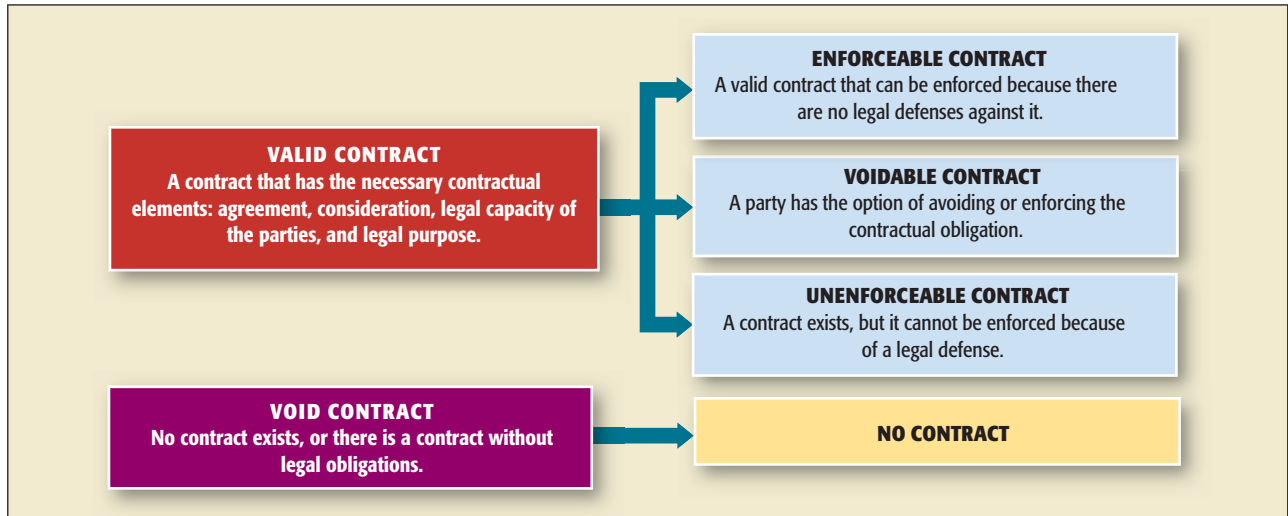 VALID CONTRACT
A contract that has the necessary contractual
elements: agreement, consideration, legal capacity of
the parties, and legal purpose.
ENFORCEABLE CONTRACT
A valid contract that can be enforced because there
are no legal defenses against it.
VOIDABLE CONTRACT
A party has the option of avoiding or enforcing the
contractual obligation.
UNENFORCEABLE CONTRACT
A contract exists, but it cannot be enforced because
of a legal defense.
VOID CONTRACT
No contract exists, or there is a contract without
legal obligations.
NO CONTRACT